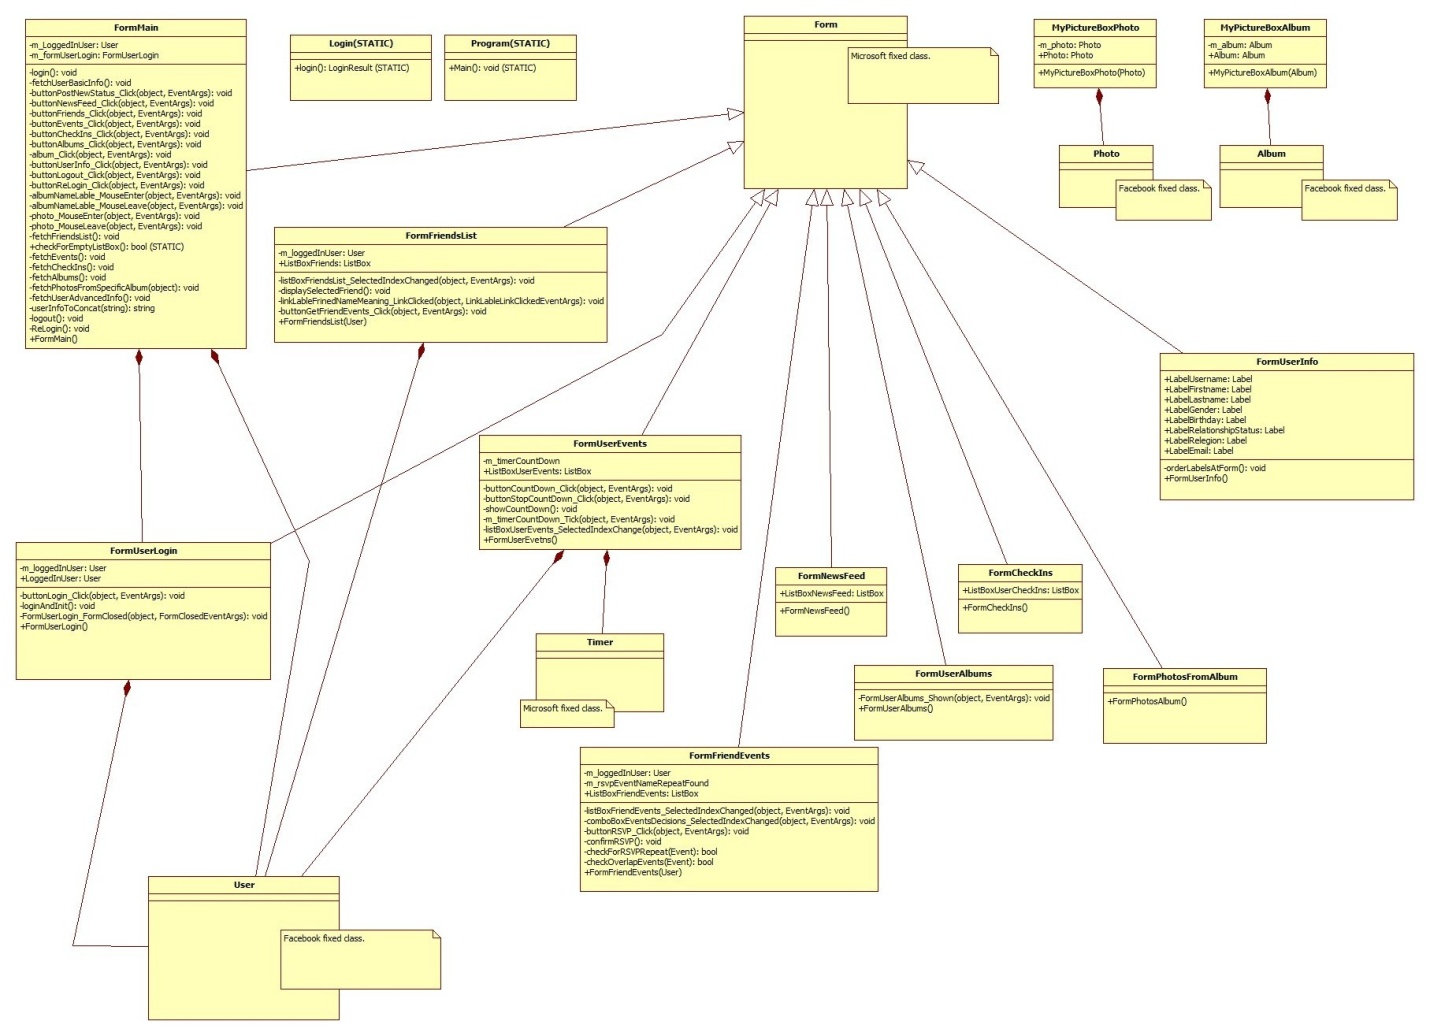 FormMain
-m_LoggedInUser: User
-m_formUserLogin: FormUserLogin
-login(): void
-fetchUserBasicInfo(): void
-buttonPostNewStatus_Click(object, EventArgs): void
-buttonNewsFeed_Click(object, EventArgs): void
-buttonFriends_Click(object, EventArgs): void
-buttonEvents_Click(object, EventArgs): void
-buttonCheckIns_Click(object, EventArgs): void
-buttonAlbums_Click(object, EventArgs): void
-album_Click(object, EventArgs): void
-buttonUserInfo_Click(object, EventArgs): void
-buttonLogout_Click(object, EventArgs): void
-buttonReLogin_Click(object, EventArgs): void
-albumNameLable_MouseEnter(object, EventArgs): void
-albumNameLable_MouseLeave(object, EventArgs): void
-photo_MouseEnter(object, EventArgs): void
-photo_MouseLeave(object, EventArgs): void
-fetchFriendsList(): void
+checkForEmptyListBox(): bool (STATIC)
-fetchEvents(): void
-fetchCheckIns(): void
-fetchAlbums(): void
-fetchPhotosFromSpecificAlbum(object): void
-fetchUserAdvancedInfo(): void
-userInfoToConcat(string): string
-logout(): void
-ReLogin(): void
+FormMain()
Login(STATIC)
+login(): LoginResult (STATIC)
Program(STATIC)
+Main(): void (STATIC)
Form
Microsoft fixed class.
MyPictureBoxPhoto
-m_photo: Photo
+Photo: Photo
+MyPictureBoxPhoto(Photo)
MyPictureBoxAlbum
-m_album: Album
+Album: Album
+MyPictureBoxAlbum(Album)
Photo
Facebook fixed class.
Album
Facebook fixed class.
FormFriendsList
-m_loggedInUser: User
+ListBoxFriends: ListBox
-listBoxFriendsList_SelectedIndexChanged(object, EventArgs): void
-displaySelectedFriend(): void
-linkLableFrinedNameMeaning_LinkClicked(object, LinkLableLinkClickedEventArgs): void
-buttonGetFriendEvents_Click(object, EventArgs): void
+FormFriendsList(User)
FormUserInfo
+LabelUsername: Label
+LabelFirstname: Label
+LabelLastname: Label
+LabelGender: Label
+LabelBirthday: Label
+LabelRelationshipStatus: Label
+LabelRelegion: Label
+LabelEmail: Label
-orderLabelsAtForm(): void
+FormUserInfo()
FormUserEvents
-m_timerCountDown
+ListBoxUserEvents: ListBox
-buttonCountDown_Click(object, EventArgs): void
-buttonStopCountDown_Click(object, EventArgs): void
-showCountDown(): void
-m_timerCountDown_Tick(object, EventArgs): void
-listBoxUserEvents_SelectedIndexChange(object, EventArgs): void
+FormUserEvetns()
FormUserLogin
-m_loggedInUser: User
+LoggedInUser: User
-buttonLogin_Click(object, EventArgs): void
-loginAndInit(): void
-FormUserLogin_FormClosed(object, FormClosedEventArgs): void
+FormUserLogin()
FormNewsFeed
+ListBoxNewsFeed: ListBox
+FormNewsFeed()
FormCheckIns
+ListBoxUserCheckIns: ListBox
+FormCheckIns()
Timer
Microsoft fixed class.
FormUserAlbums
-FormUserAlbums_Shown(object, EventArgs): void
+FormUserAlbums()
FormPhotosFromAlbum
+FormPhotosAlbum()
FormFriendEvents
-m_loggedInUser: User
-m_rsvpEventNameRepeatFound
+ListBoxFriendEvents: ListBox
-listBoxFriendEvents_SelectedIndexChanged(object, EventArgs): void
-comboBoxEventsDecisions_SelectedIndexChanged(object, EventArgs): void
-buttonRSVP_Click(object, EventArgs): void
-confirmRSVP(): void
-checkForRSVPRepeat(Event): bool
-checkOverlapEvents(Event): bool
+FormFriendEvents(User)
User
Facebook fixed class.